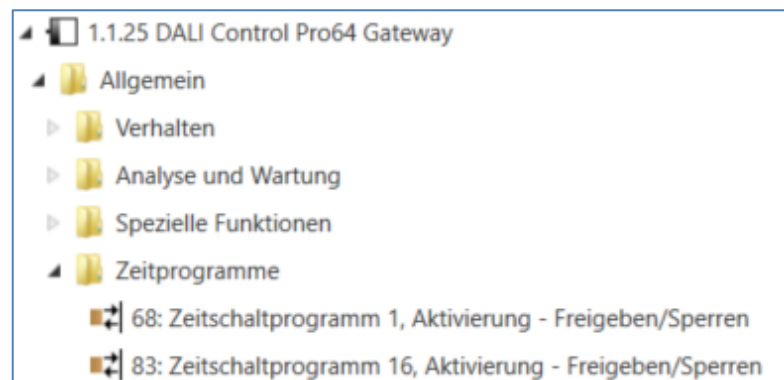 1.1.25 DALI Control Pro64 Gateway
Allgemein
Verhalten
Analyse und Wartung
Spezielle Funktionen
Zeitprogramme
68: Zeitschaltprogramm 1, Aktivierung - Freigeben/Sperren
83: Zeitschaltprogramm 16, Aktivierung - Freigeben/Sperren